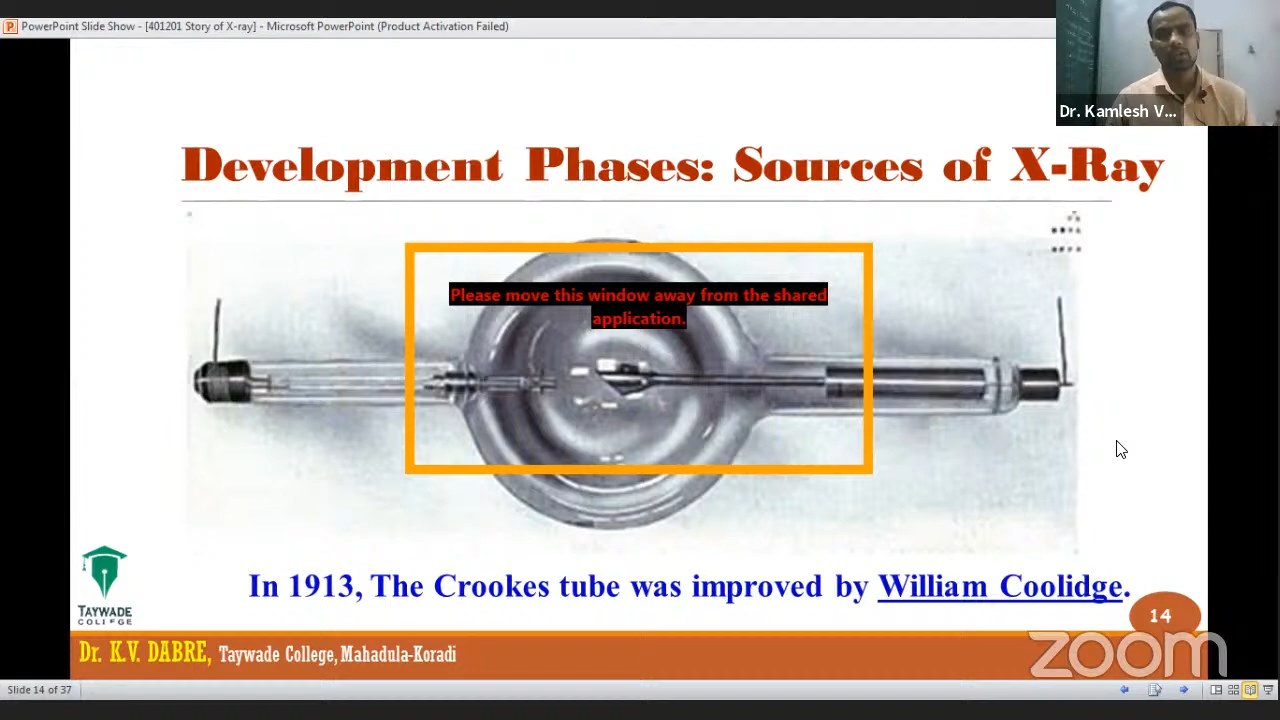 PowerPoint Slide Show - [401201 Story of X-ray] - Microsoft PowerPoint (Product Activation Failed)
Dr. Kamlesh V...
Development Phases: Sources of X-Ray
Please move this window away from the shared
application.
In 1913, The Crookes tube was improved by William Coolidge.
TAYWADE
COLLEGE
14
Dr. K.V. DABRE, Taywade College, Mahadula-Koradi
zoom
Slide 14 of 37